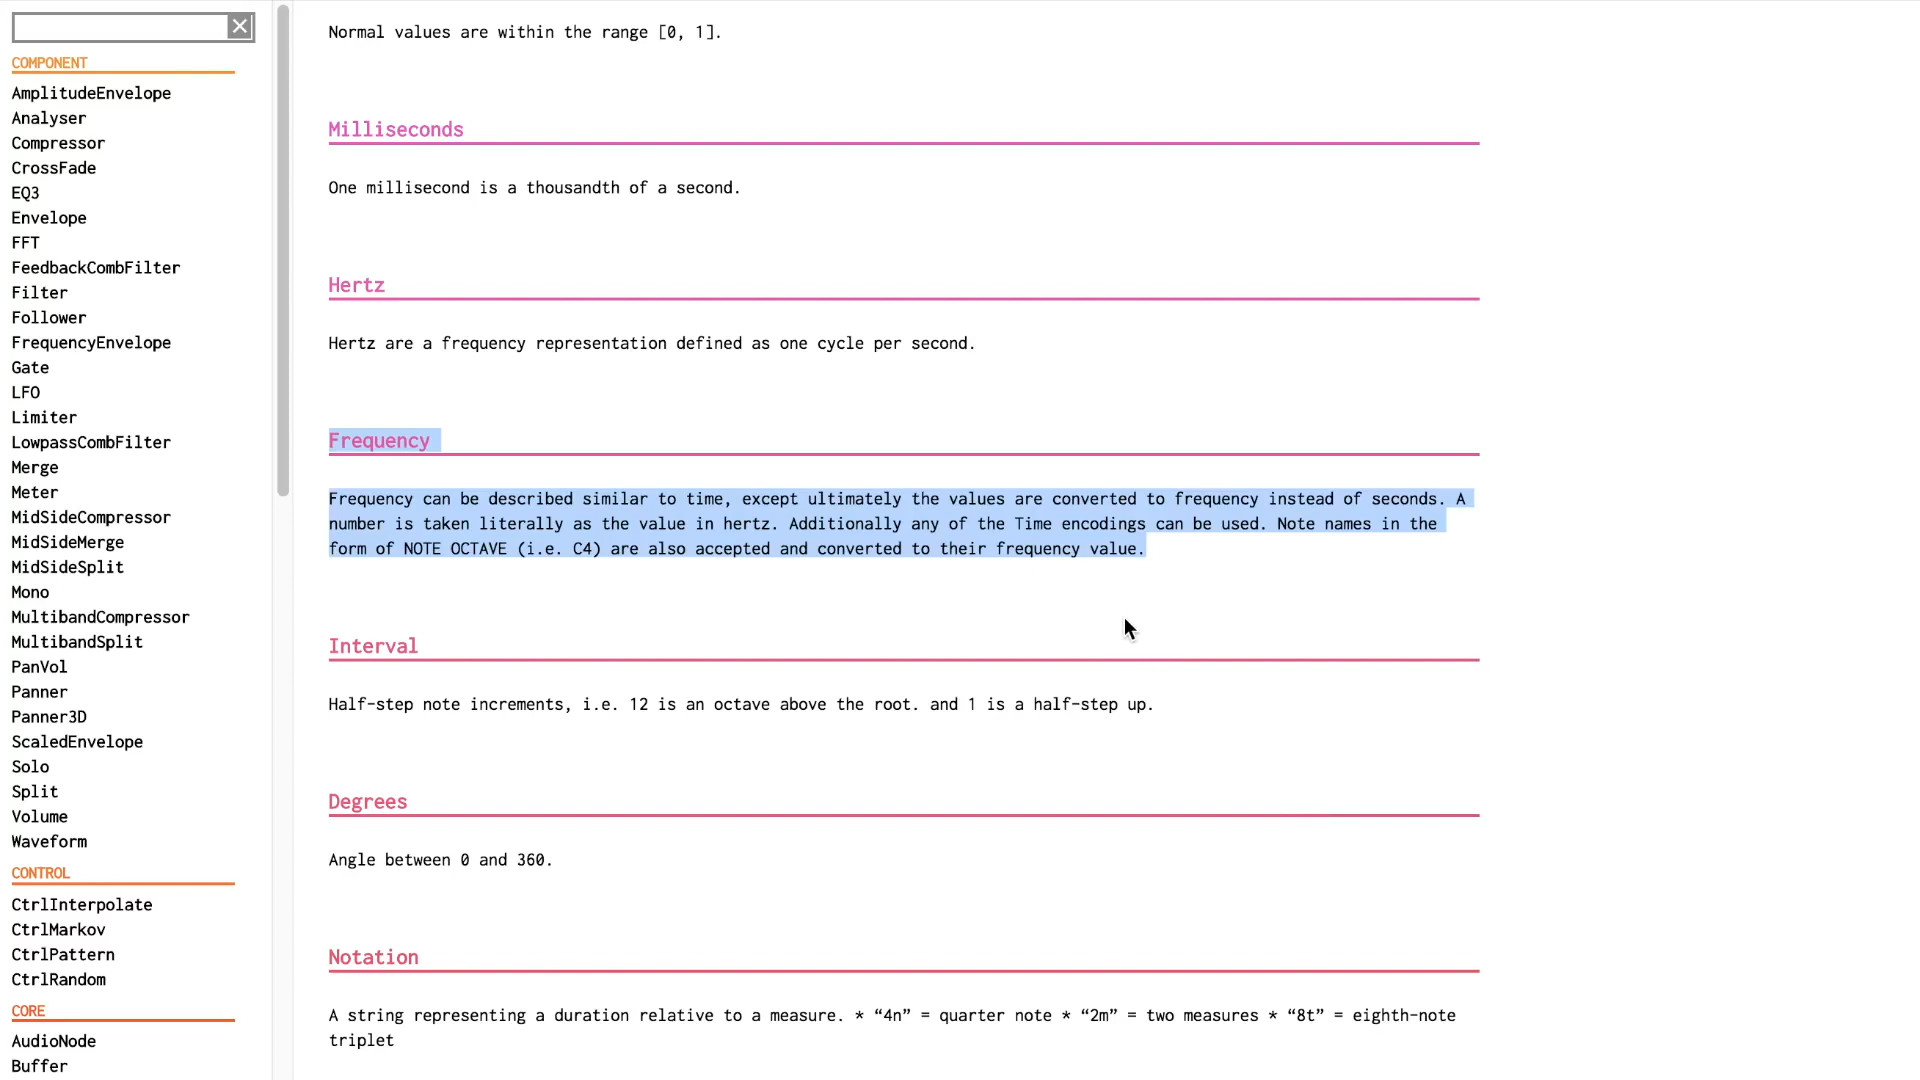 COMPONENT
AmplitudeEnvelope
Analyser
Compressor
CrossFade
EQ3
Envelope
FFT
FeedbackCombFilter
Filter
Follower
FrequencyEnvelope
Gate
LFO
Limiter
LowpassCombFilter
Merge
Meter
MidSideCompressor
MidSideMerge
MidSideSplit
Mono
MultibandCompressor
MultibandSplit
PanVol
Panner
Panner3D
ScaledEnvelope
Solo
Split
Volume
Waveform
CONTROL
CtrlInterpolate
CtrlMarkov
CtrlPattern
CtrlRandom
CORE
AudioNode
Buffer
Normal values are within the range [0, 1].
Milliseconds
One millisecond is a thousandth of a second.
Hertz
Hertz are a frequency representation defined as one cycle per second.
Frequency
Frequency can be described similar to time, except ultimately the values are converted to frequency instead of seconds. A
number is taken literally as the value in hertz. Additionally any of the Time encodings can be used. Note names in the
form of NOTE OCTAVE (i.e. C4) are also accepted and converted to their frequency value.
Interval
Half-step note increments, i.e. 12 is an octave above the root. and 1 is a half-step up.
Degrees
Angle between 0 and 360.
Notation
A string representing a duration relative to a measure. * “4n” = quarter note * “2m” = two measures * “8t” = eighth-note
triplet